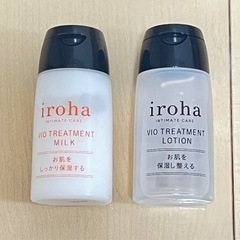 iroha
INTIMATE CARE
VIO TREATMENT
MILK
お肌を
しっかり保湿する
iroha
INTIMATE CARE
VIO TREATMENT
LOTION
お肌を
保湿し整える